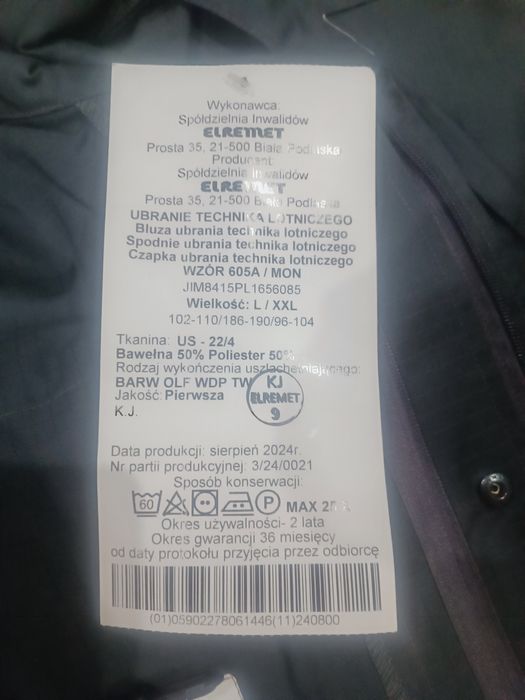 Wykonawca:
Spółdzielnia Inwalidów
ELREMET
Prosta 35, 21-500 Biała Podlaska
Producent:
Spółdzielnia Inwalidów
ELREMET
Prosta 35, 21-500 Biała Podlaska
UBRANIE TECHNIKA LOTNICZEGO
Bluza ubrania technika lotniczego
Spodnie ubrania technika lotniczego
Czapka ubrania technika lotniczego
WZÓR 605A / MON
JIM8415PL1656085
Wielkość: L / XXL
102-110/186-190/96-104
Tkanina: US - 22/4
Bawełna 50% Poliester 50%
Rodzaj wykończenia uszlachetniającego:
BARW OLF WDP TW
Jakość: Pierwsza
K.J.
KJ
ELREMET
9
Data produkcji: sierpień 2024r.
Nr partii produkcyjnej: 3/24/0021
Sposób konserwacji:
60 P MAX
Okres używalności- 2 lata
Okres gwarancji 36 miesięcy
od daty protokołu przyjęcia przez odbiorcę
(01)05902278061446(11)240800